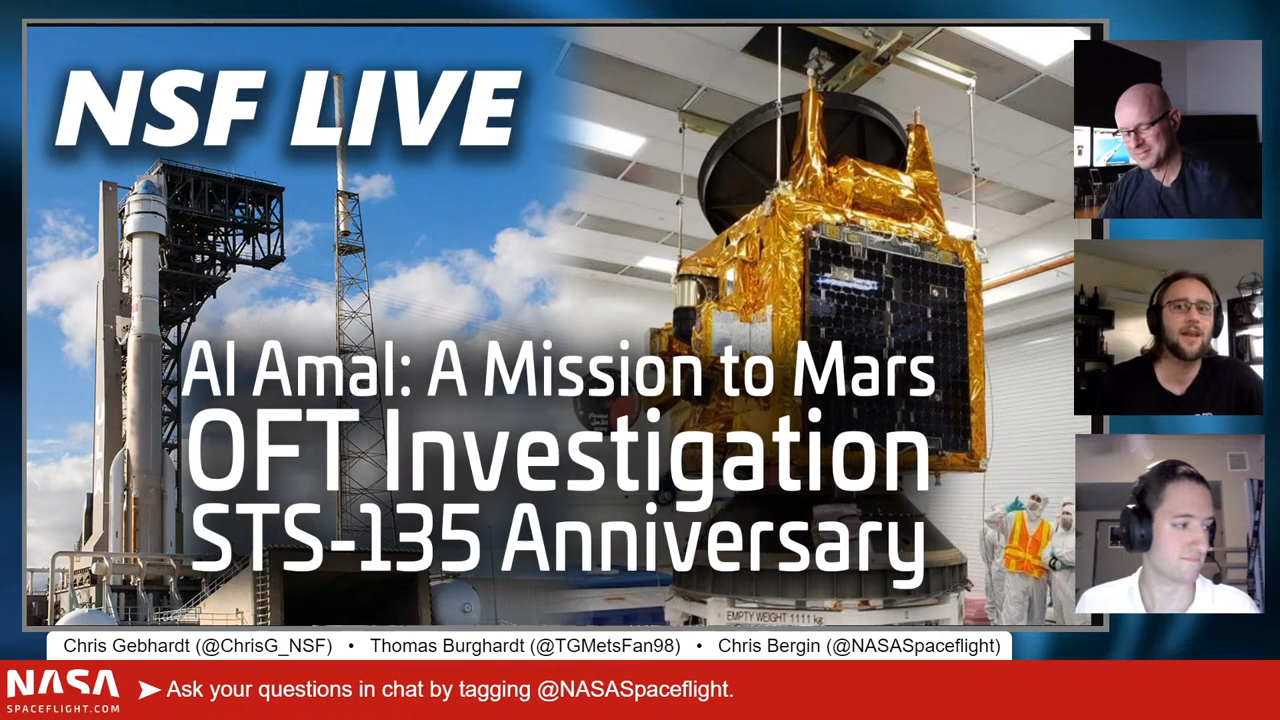 NSF LIVE
Al Amal: A Mission to Mars
OFT Investigation
STS-135 Anniversary
EMPTY WEIGHT 1111 kg
Chris Gebhardt (@ChrisG_NSF) • Thomas Burghardt (@TGMetsFan98) • Chris Bergin (@NASASpaceflight)
NASA
SPACEFLIGHT.COM
➤ Ask your questions in chat by tagging @NASASpaceflight.